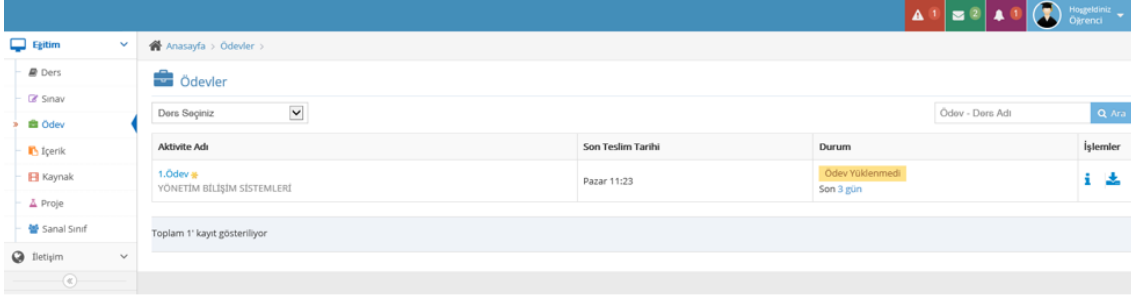 1 2 1 Hoşgeldiniz
Öğrenci
Eğitim
Anasayfa > Ödevler >
Ders
Sınav
Ödev
İçerik
Kaynak
Proje
Sanal Sınıf
İletişim
Ödevler
Ders Seçiniz
Ödev - Ders Adı Ara
Aktivite Adı Son Teslim Tarihi Durum İşlemler
1.Ödev
YÖNETİM BİLİŞİM SİSTEMLERİ
Pazar 11:23
Ödev Yüklenmedi
Son 3 gün
Toplam 1' kayıt gösteriliyor